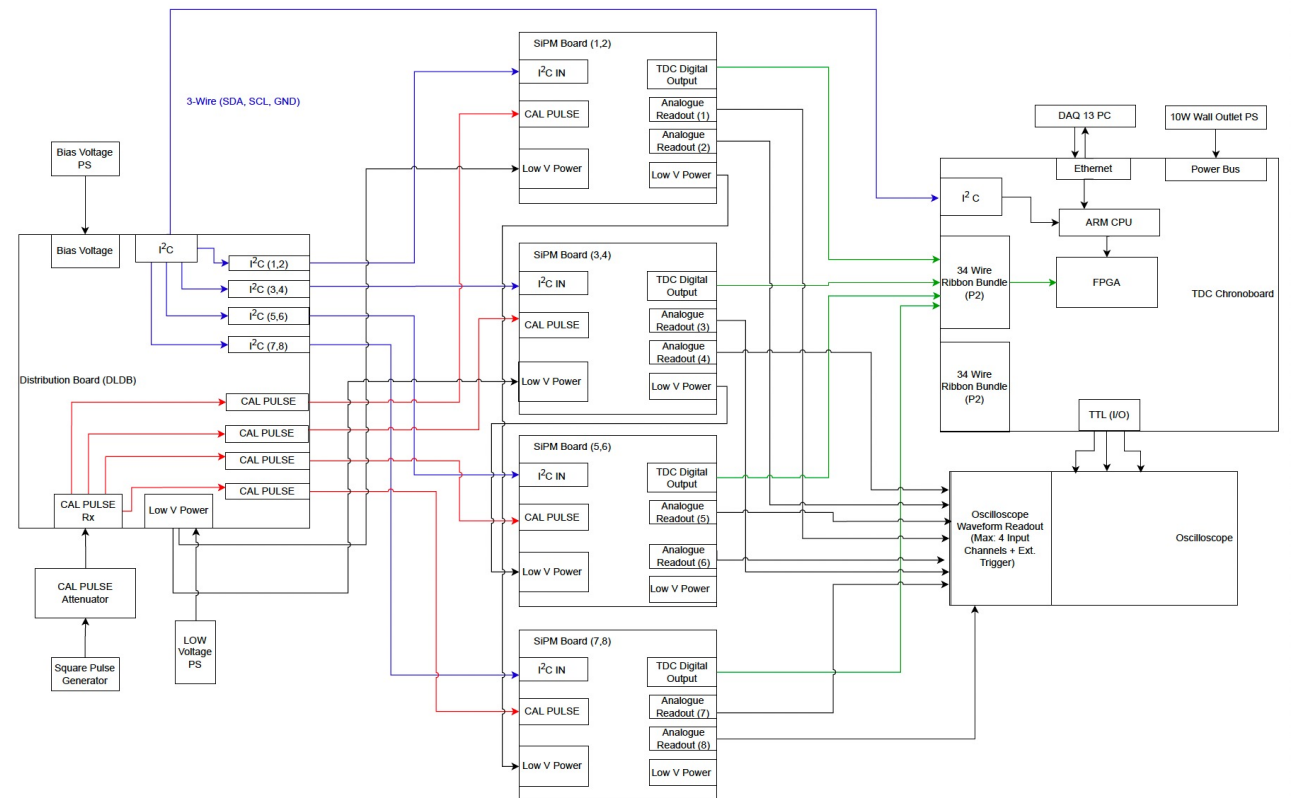 3-Wire (SDA, SCL, GND)
Bias Voltage
PS
Bias Voltage
I²C
I²C (1,2)
I²C (3,4)
I²C (5,6)
I²C (7,8)
Distribution Board (DLDB)
CAL PULSE
CAL PULSE
CAL PULSE
CAL PULSE
CAL PULSE
Rx
Low V Power
CAL PULSE
Attenuator
LOW
Voltage
PS
Square Pulse
Generator
SiPM Board (1,2)
I²C IN
CAL PULSE
Low V Power
TDC Digital
Output
Analogue
Readout (1)
Analogue
Readout (2)
Low V Power
SiPM Board (3,4)
I²C IN
CAL PULSE
Low V Power
TDC Digital
Output
Analogue
Readout (3)
Analogue
Readout (4)
Low V Power
SiPM Board (5,6)
I²C IN
CAL PULSE
Low V Power
TDC Digital
Output
Analogue
Readout (5)
Analogue
Readout (6)
Low V Power
SiPM Board (7,8)
I²C IN
CAL PULSE
Low V Power
TDC Digital
Output
Analogue
Readout (7)
Analogue
Readout (8)
Low V Power
DAQ 13 PC
10W Wall Outlet PS
Ethernet
Power Bus
I² C
ARM CPU
34 Wire
Ribbon Bundle
(P2)
FPGA
TDC Chronoboard
34 Wire
Ribbon Bundle
(P2)
TTL (I/O)
Oscilloscope
Waveform Readout
(Max: 4 Input
Channels + Ext.
Trigger)
Oscilloscope